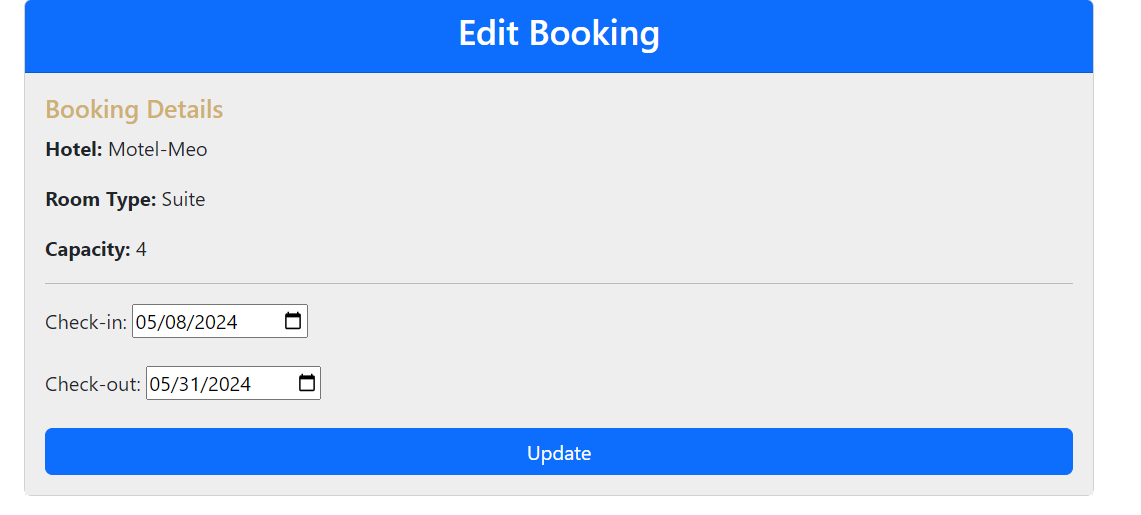 Edit Booking
Booking Details
Hotel: Motel-Meo
Room Type: Suite
Capacity: 4
Check-in: 05/08/2024
Check-out: 05/31/2024
Update